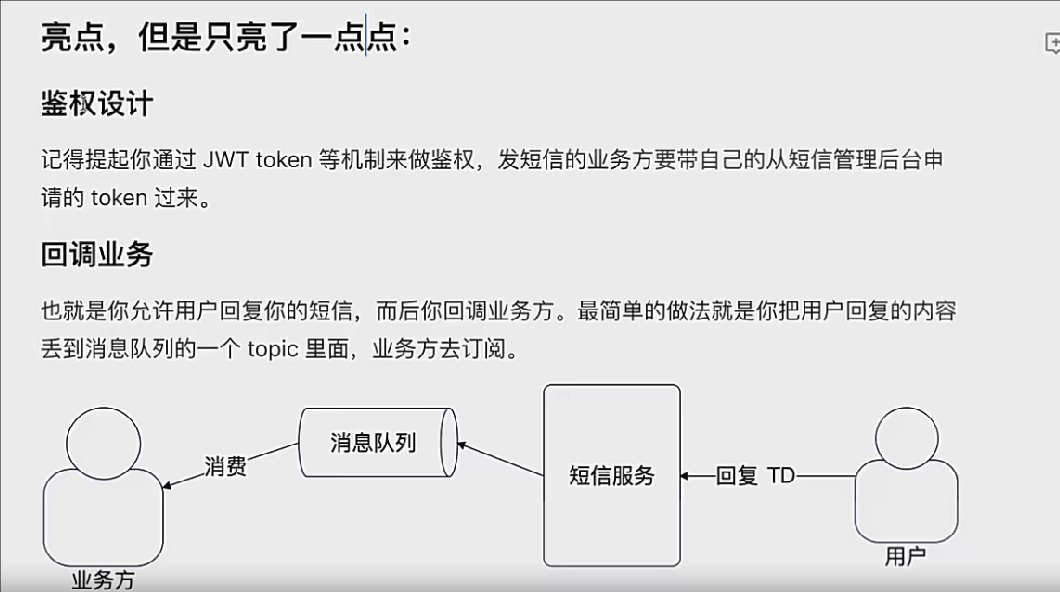 亮点，但是只亮了一点点：
鉴权设计
记得提起你通过 JWT token 等机制来做鉴权，发短信的业务方要带自己的从短信管理后台申
请的 token 过来。
回调业务
也就是你允许用户回复你的短信，而后你回调业务方。最简单的做法就是你把用户回复的内容
丢到消息队列的一个 topic 里面，业务方去订阅。
消息队列
消费
短信服务
回复 TD
用户
业务方